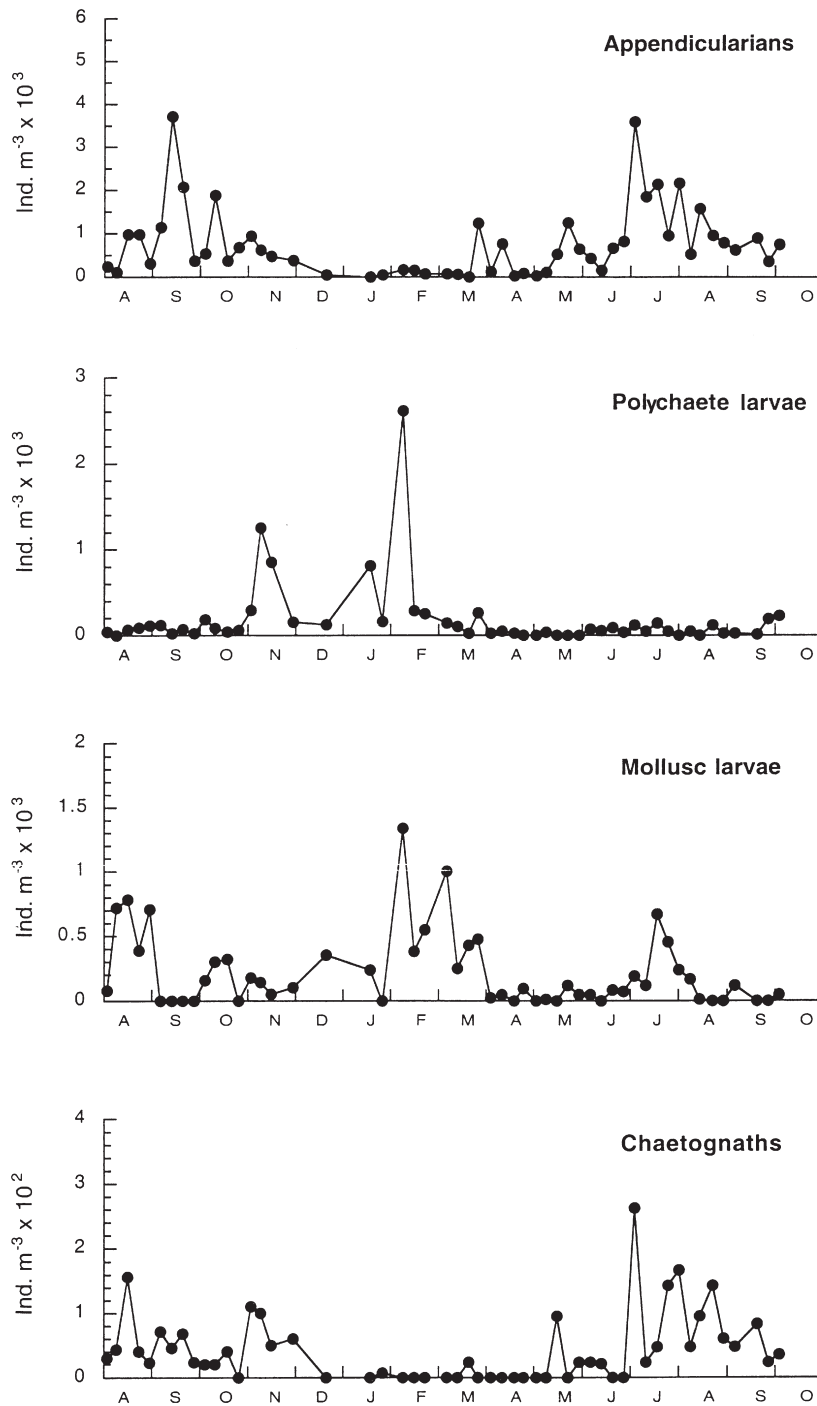 Appendicularians
Ind. m-3 x 103
6
5
4
3
2
1
0
A S O N D J F M A M J J A S O
Polychaete larvae
Ind. m-3 x 103
3
2
1
0
A S O N D J F M A M J J A S O
Mollusc larvae
Ind. m-3 x 103
2
1.5
1
0.5
0
A S O N D J F M A M J J A S O
Chaetognaths
Ind. m-3 x 102
4
3
2
1
0
A S O N D J F M A M J J A S O